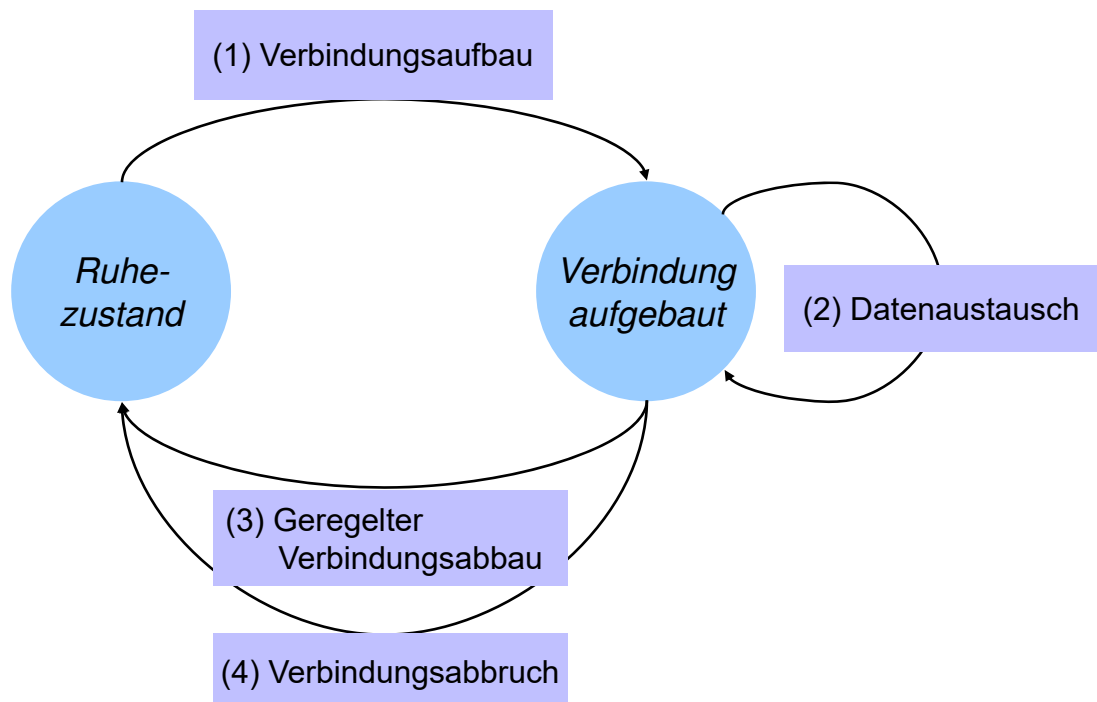 (1) Verbindungsaufbau
Ruhe-
zustand
Verbindung
aufgebaut
(2) Datenaustausch
(3) Geregelter
Verbindungsabbau
(4) Verbindungsabbruch